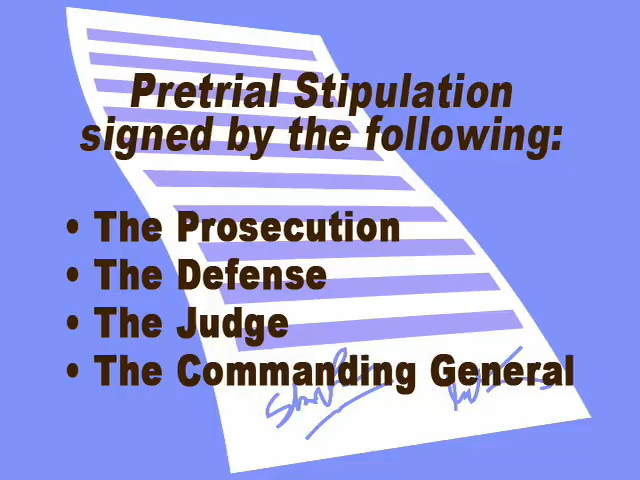 Pretrial Stipulation
signed by the following:
• The Prosecution
• The Defense
• The Judge
• The Commanding General